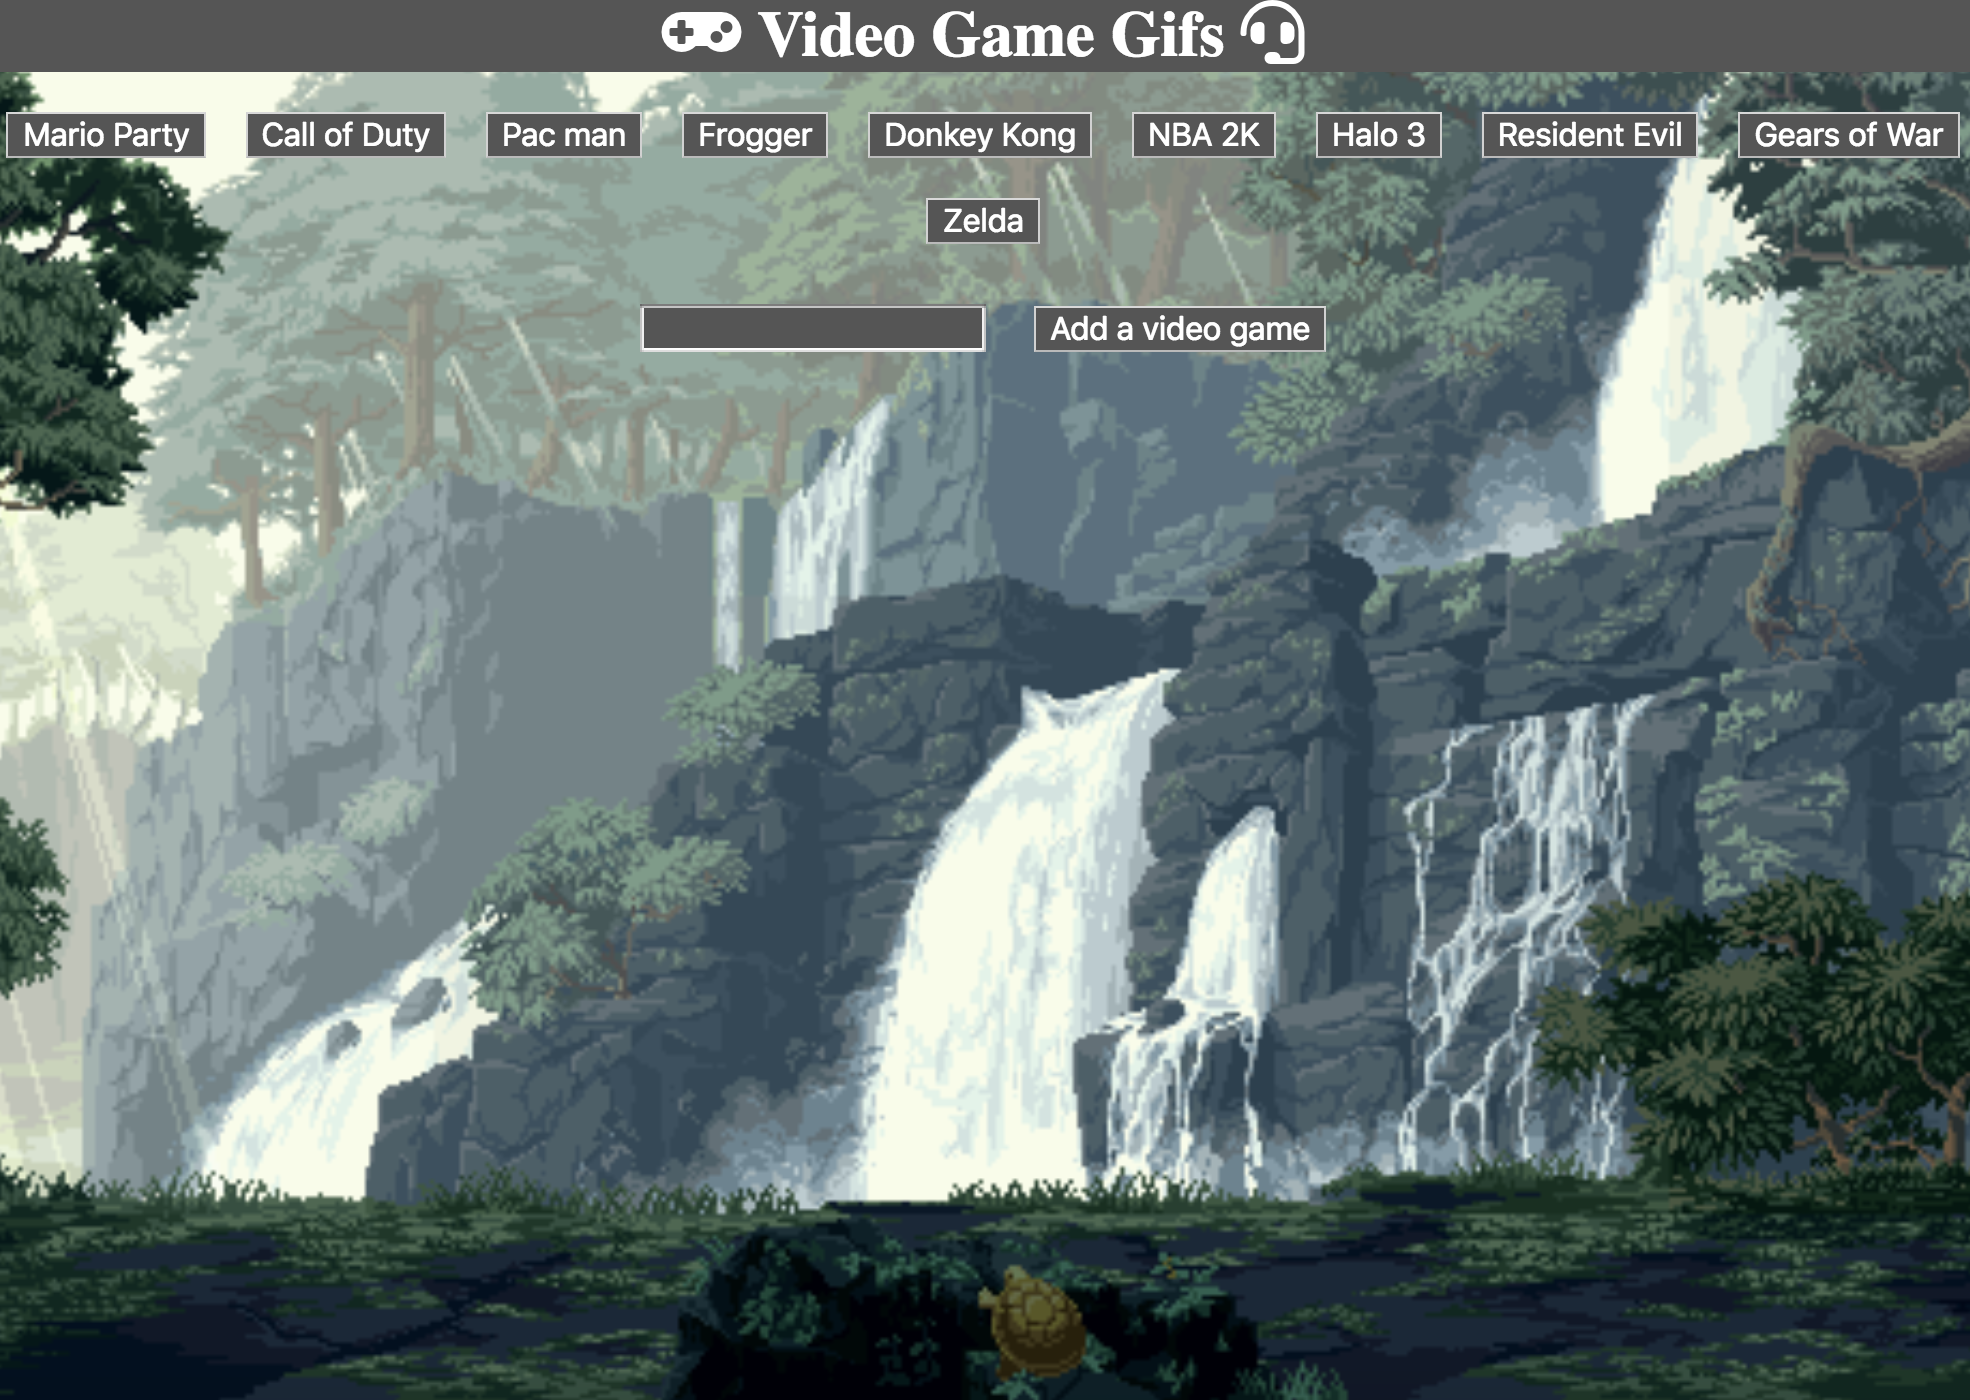 Video Game Gifs
Mario Party Call of Duty Pac man Frogger Donkey Kong NBA 2K Halo 3 Resident Evil Gears of War
Zelda
Add a video game